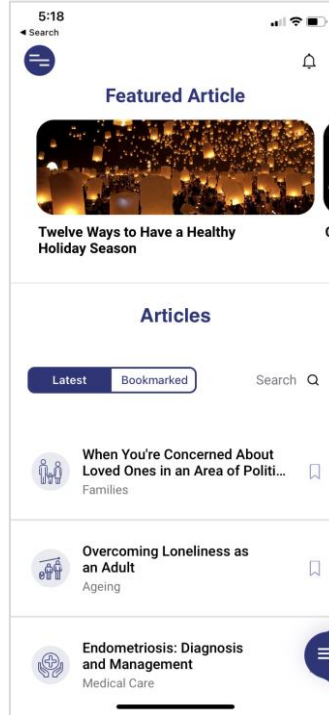 5:18
◄ Search
Featured Article
Twelve Ways to Have a Healthy
Holiday Season
Articles
Latest
Bookmarked
Search
When You're Concerned About
Loved Ones in an Area of Politi...
Families
Overcoming Loneliness as
an Adult
Ageing
Endometriosis: Diagnosis
and Management
Medical Care